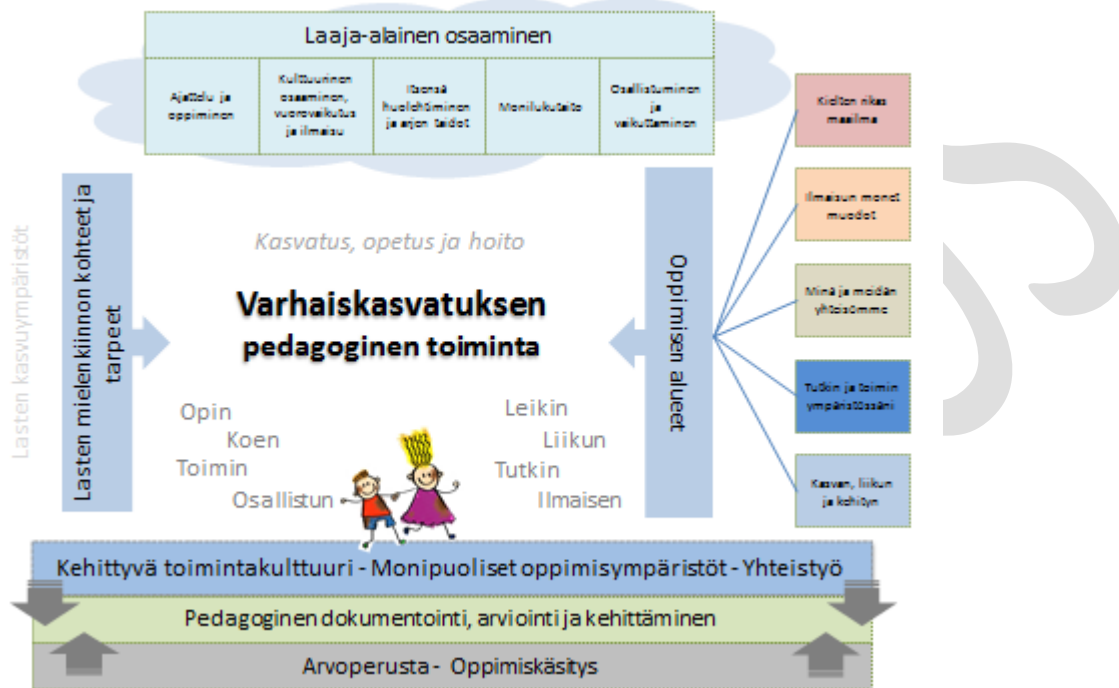 Laaja-alainen osaaminen
Ajattelu ja
oppiminen
Kulttuurinen
osaaminen,
vuorovaikutus
ja ilmaisu
Itsensä
huolehtiminen
ja arjen taidot
Monilukutaito
Osallistuminen
ja
vaikuttaminen
Kielten rikas
maailma
Ilmaisun monet
muodot
Minä ja meidän
yhteisömme
Tutkin ja toimin
ympäristössäni
Kasvan, liikun
ja kehityn
Oppimisen alueet
Lasten kasvuympäristöt
Lasten mielenkiinnon kohteet ja
tarpeet
Kasvatus, opetus ja hoito
Varhaiskasvatuksen
pedagoginen toiminta
Opin
Koen
Toimin
Osallistun
Leikin
Liikun
Tutkin
Ilmaisen
Kehittyvä toimintakulttuuri - Monipuoliset oppimisympäristöt - Yhteistyö
Pedagoginen dokumentointi, arviointi ja kehittäminen
Arvoperusta - Oppimiskäsitys